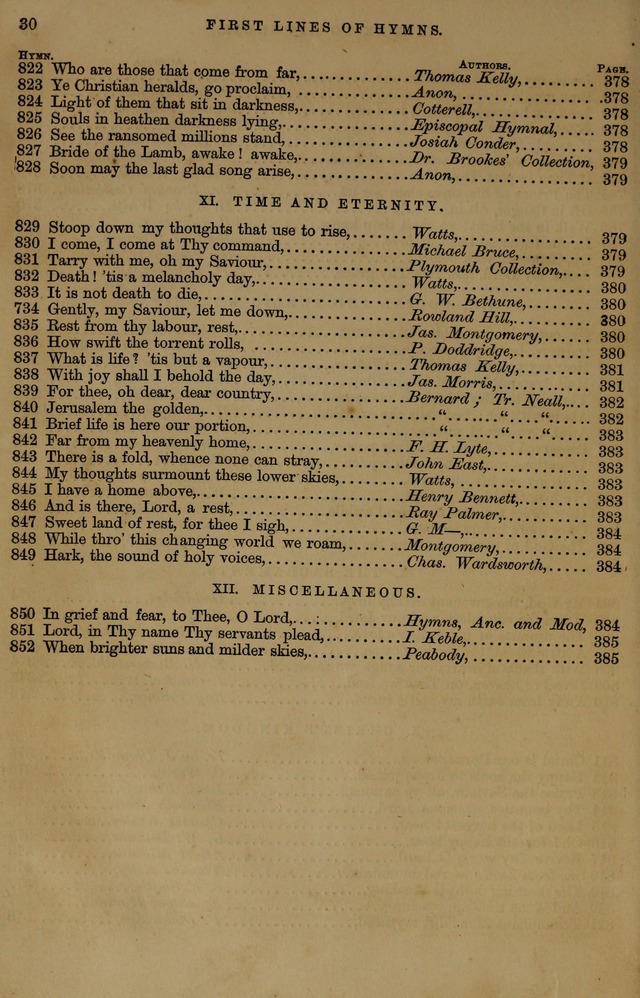 30 FIRST LINES OF HYMNS.
HYMN. AUTHORS. PAGE.
822 Who are those that come from far,............Thomas Kelly,......... 378
823 Ye Christian heralds, go proclaim, ............Anon, .................. .378
824 Light of them that sit in darkness,............Cotterell,............... 378
825 Souls in heathen darkness lying,............Episcopal Hymnal,...... 378
826 See the ransomed millions stand, ............Josiah Conder,......... 378
827 Bride of the Lamb, awake ! awake,............Dr. Brookes' Collection, 379
828 Soon may the last glad song arise,............Anon,.................. 379
XI. TIME AND ETERNITY.
829 Stoop down my thoughts that use to rise,....... Watts,.................. 379
830 I come, I come at Thy command,............Michael Bruce,......... 379
831 Tarry with me, oh my Saviour,............Plymouth Collection,.... 379
832 Death! 'tis a melancholy day,............Watts,.................. 380
833 It is not death to die,............G. W. Bethune,......... 380
734 Gently, my Saviour, let me down,............Rowland Hill,......... 380
835 Rest from thy labour, rest,............Jas. Montgomery,......... 380
836 How swift the torrent rolls, ............P. Doddridge,......... 380
837 What is life? 'tis but a vapour,............Thomas Kelly,......... 381
838 With joy shall I behold the day,............Jas. Morris,......... 381
839 For thee, oh dear, dear country,............Bernard ; Tr. Neall,.... 382
840 Jerusalem the golden,............“...... “.... “.... 382
841 Brief life is here our portion,............“...... “.... “.... 383
842 Far from my heavenly home,............F. H. Lyte,......... 383
843 There is a fold, whence none can stray,............John East,......... 383
844 My thoughts surmount these lower skies,.........Watts, ............... 383
845 I have a home above,............Henry Bennett,......... 383
846 And is there, Lord, a rest,............Ray Palmer,......... 383
847 Sweet land of rest, for thee I sigh,............G. M—,............... 384
848 While thro' this changing world we roam,.........Montgomery,......... 384
849 Hark, the sound of holy voices,............Chas. Wardsworth,..... 384
XII. MISCELLANEOUS.
850 In grief and fear, to Thee, O Lord,............Hymns, Anc. and Mod, 384
851 Lord, in Thy name Thy servants plead,.........I. Keble,............... 385
852 When brighter suns and milder skies,............Peabody, ............... 385